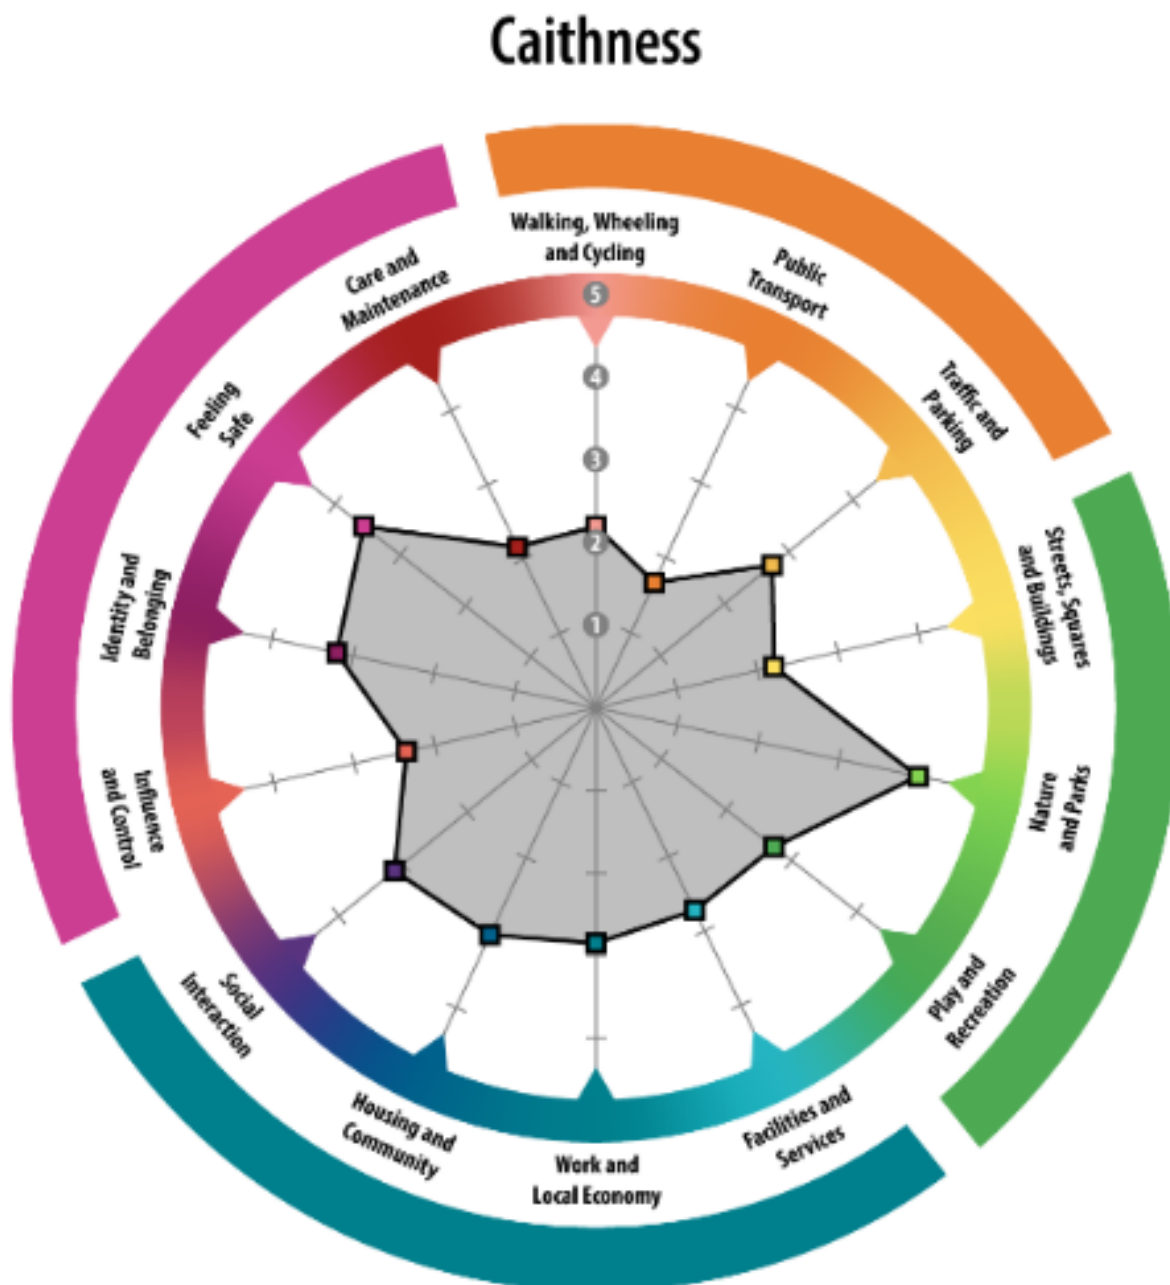 Caithness
Walking, Wheeling
and Cycling
Public
Transport
Traffic and
Parking
Streets, Squares
and Buildings
Nature
and Parks
Play and
Recreation
Facilities and
Services
Work and
Local Economy
Housing and
Community
Social
Interaction
Influence
and Control
Identity and
Belonging
Feeling
Safe
Care and
Maintenance
5
4
3
2
1